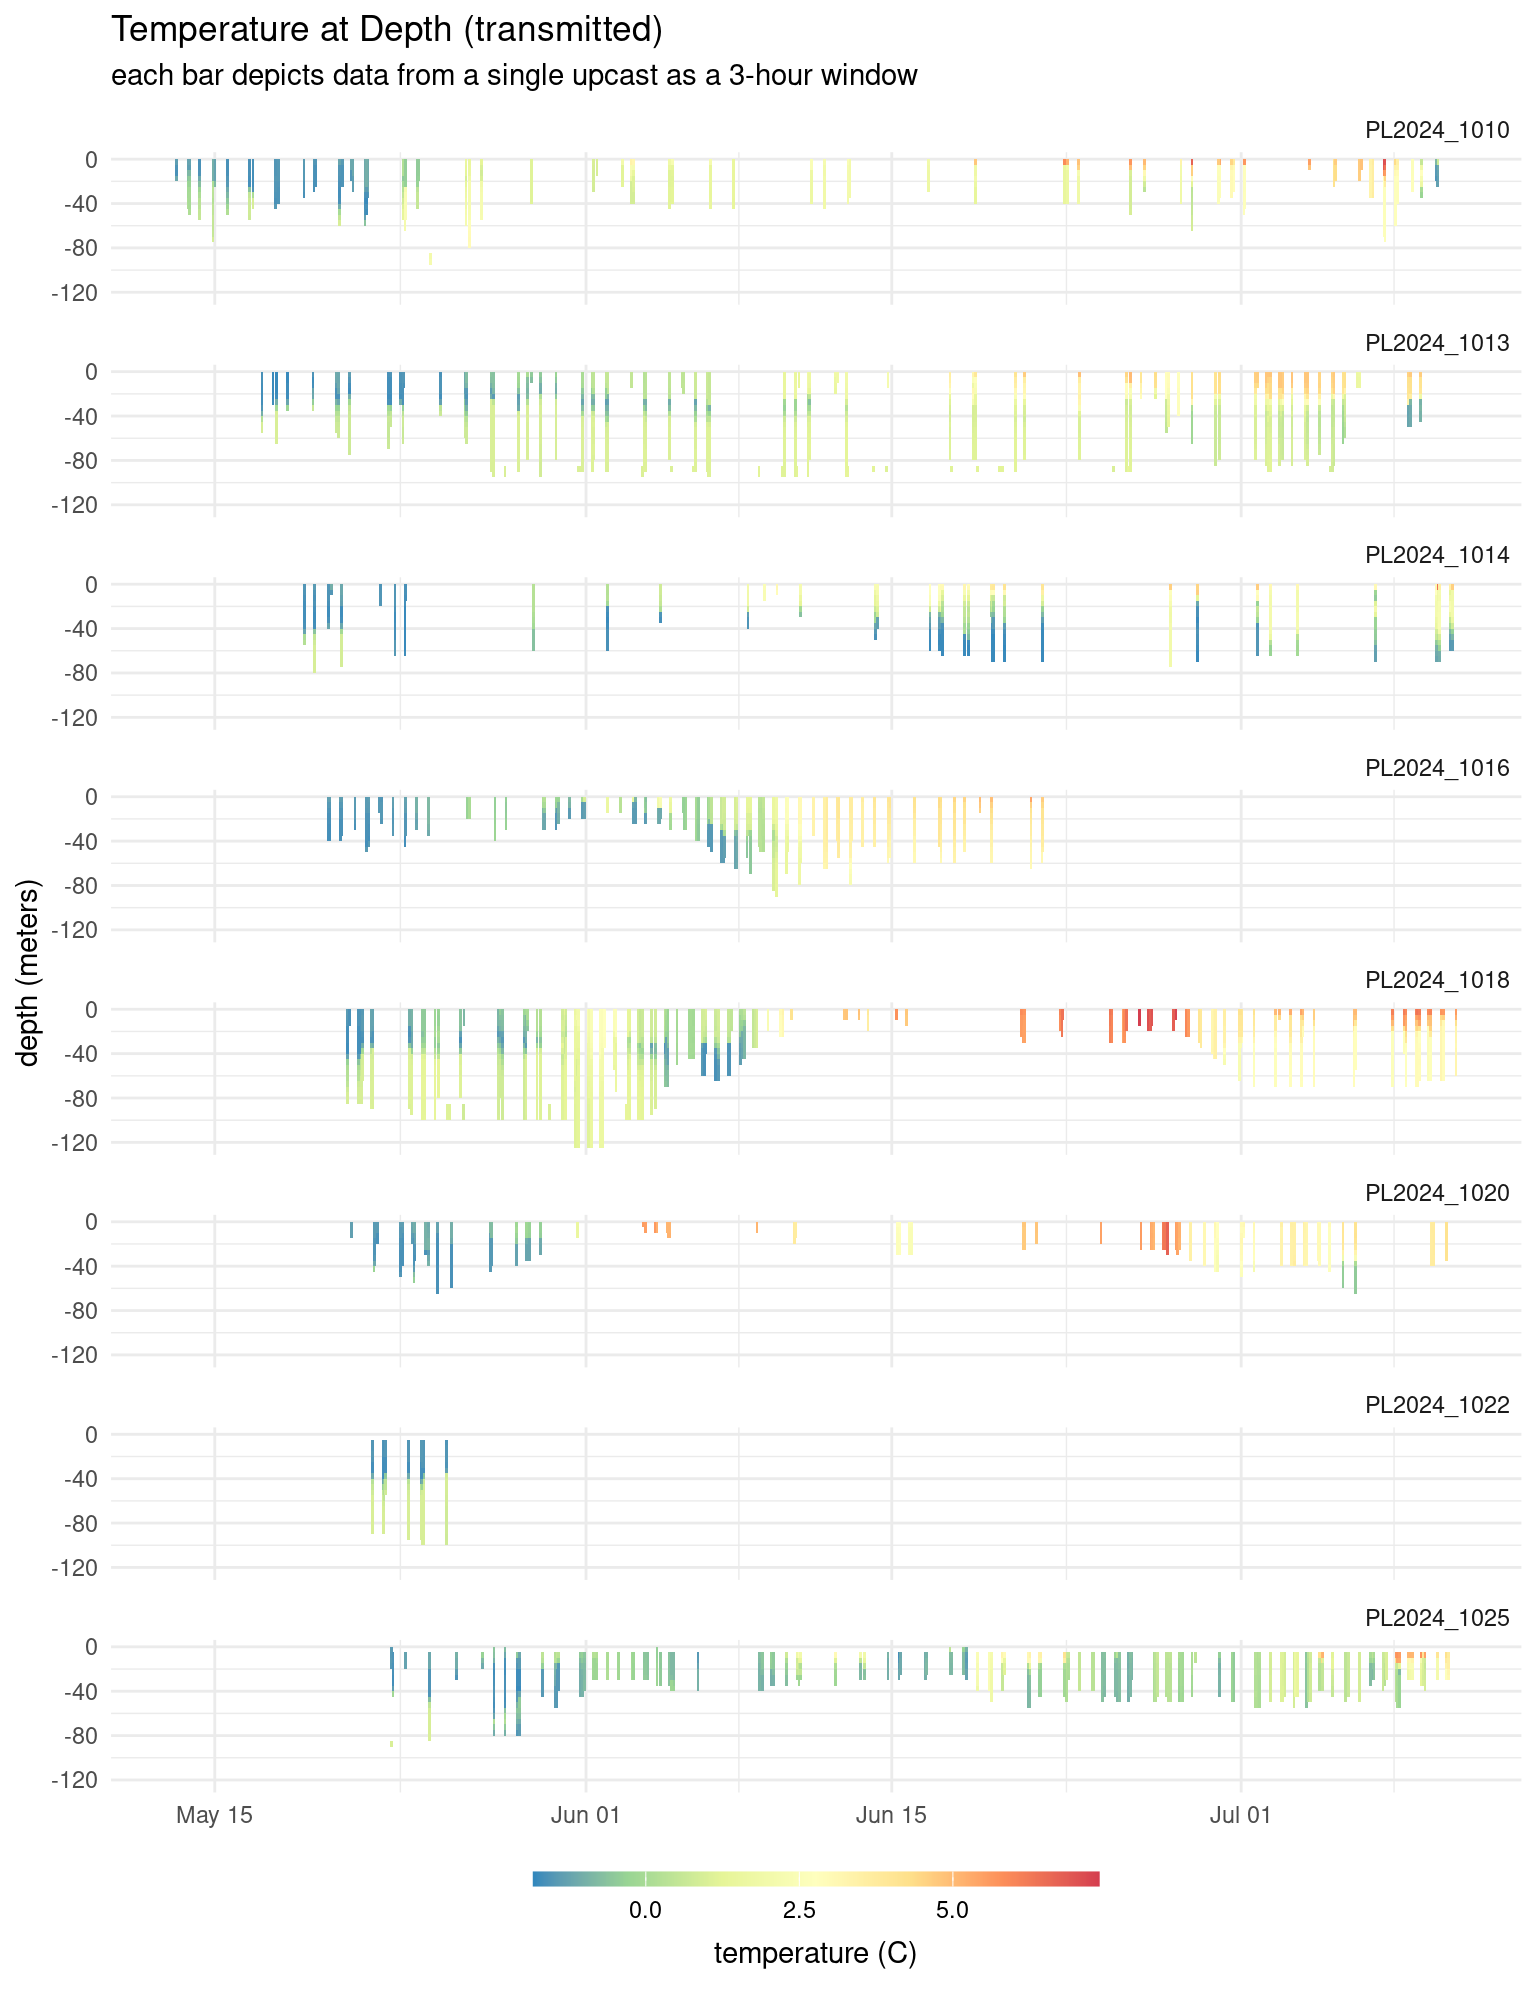 Temperature at Depth (transmitted)
each bar depicts data from a single upcast as a 3-hour window
PL2024_1010
0
-40
-80
-120
PL2024_1013
0
-40
-80
-120
PL2024_1014
0
-40
-80
-120
PL2024_1016
0
-40
-80
-120
depth (meters)
PL2024_1018
0
-40
-80
-120
PL2024_1020
0
-40
-80
-120
PL2024_1022
0
-40
-80
-120
PL2024_1025
0
-40
-80
-120
May 15 Jun 01 Jun 15 Jul 01
0.0 2.5 5.0
temperature (C)